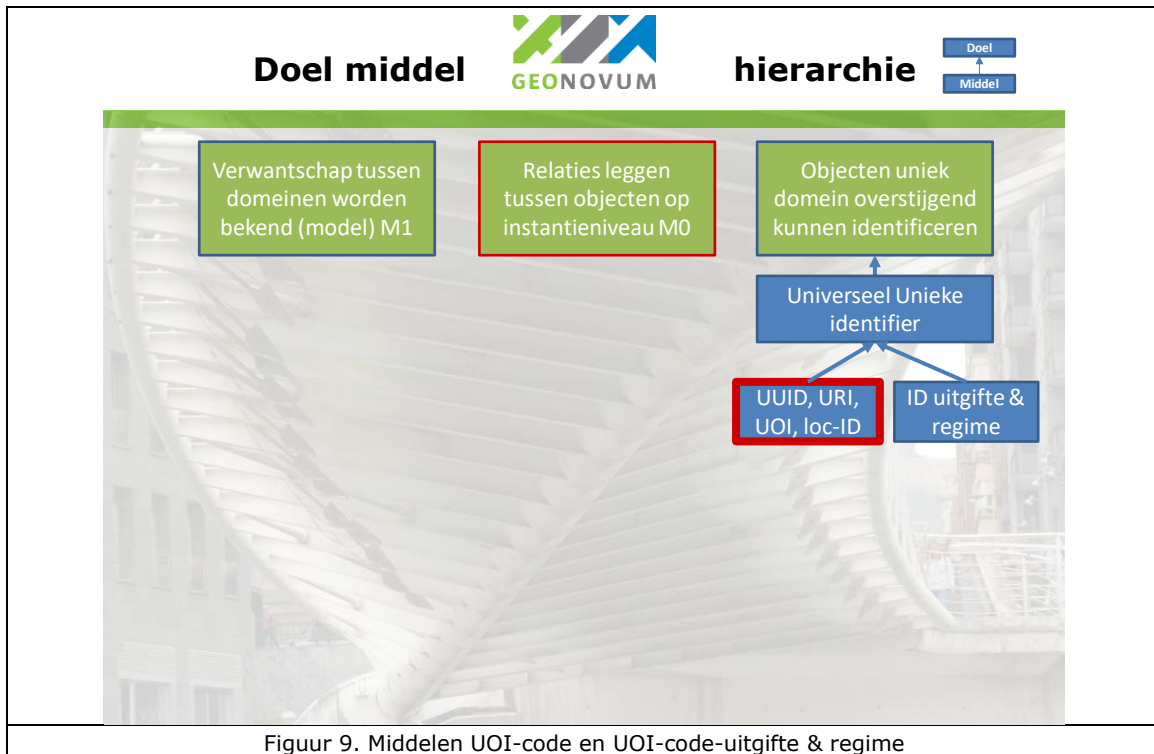 Doel middel
GEONOVUM
hierarchie
Doel
Middel
Verwantschap tussen
domeinen worden
bekend (model) M1
Relaties leggen
tussen objecten op
instantieniveau M0
Objecten uniek
domein overstijgend
kunnen identificeren
Universeel Unieke
identifier
UUID, URI,
UOI, loc-ID
ID uitgifte &
regime
Figuur 9. Middelen UOI-code en UOI-code-uitgifte & regime